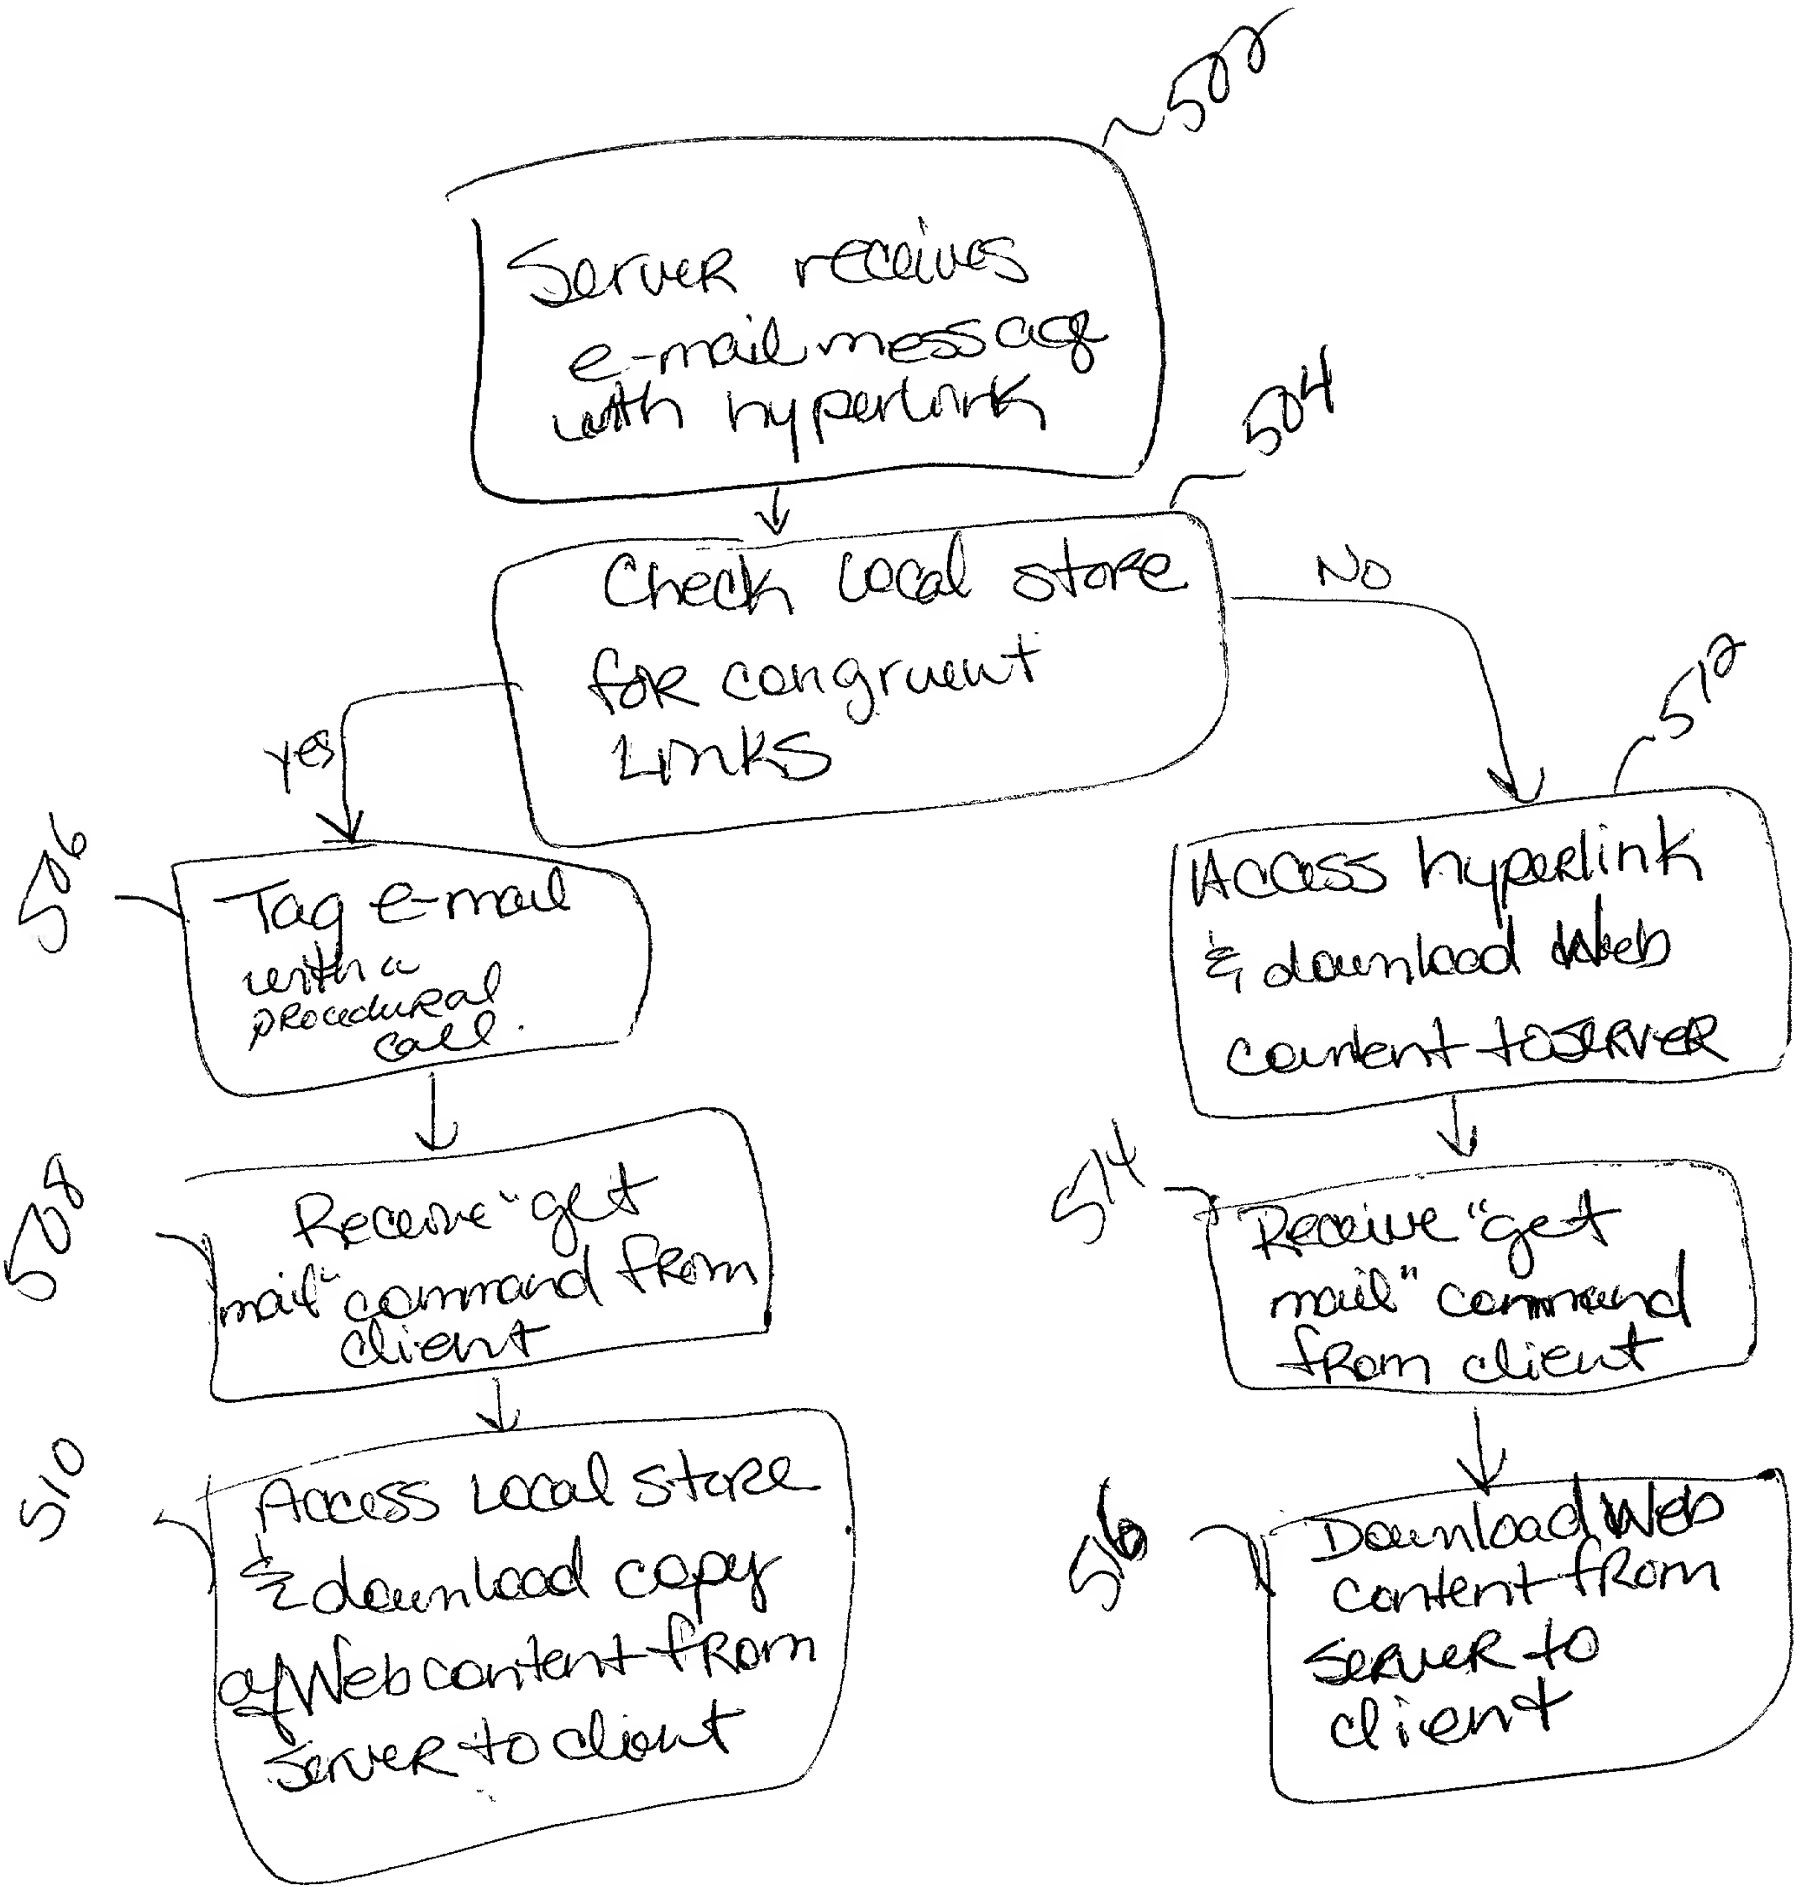 502
Server receives
e-mail message
with hyperlink
504
Check Local store
for congruent
Links
No
yes
512
506
Tag e-mail
with a
procedural
call.
Access hyperlink
& download Web
content to server
508
Receive "get
mail" command from
client
514
Receive "get
mail" command
from client
510
Access Local store
& download copy
of Web content from
server to client
516
Download Web
content from
server to
client